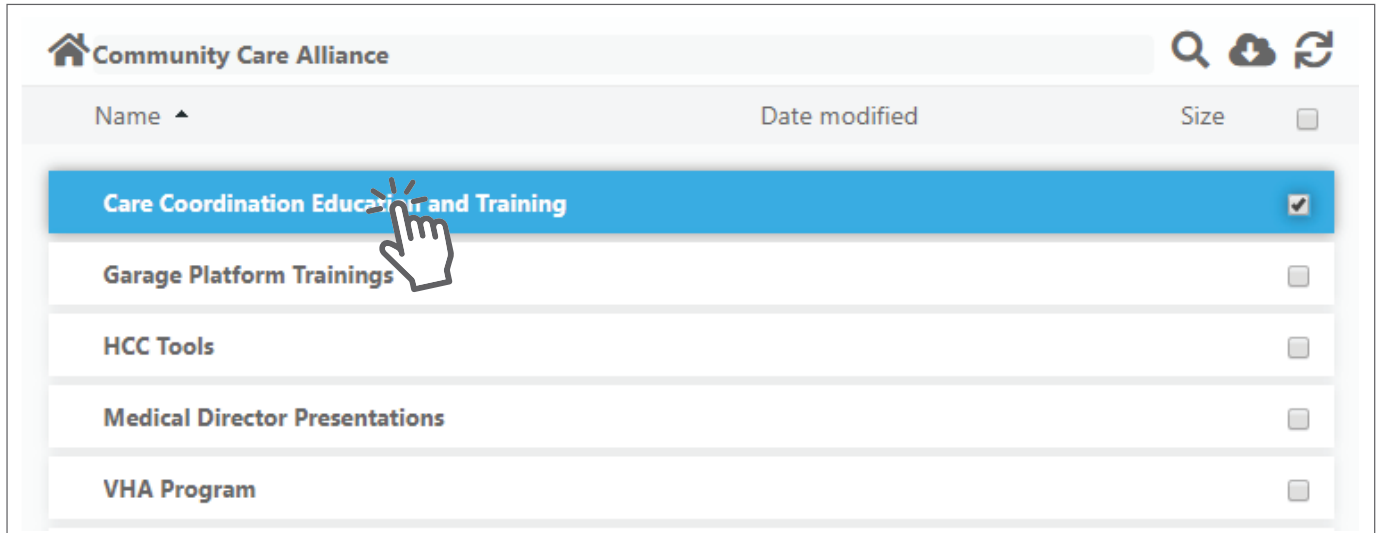 Community Care Alliance
Name Date modified Size
Care Coordination Education and Training
Garage Platform Trainings
HCC Tools
Medical Director Presentations
VHA Program